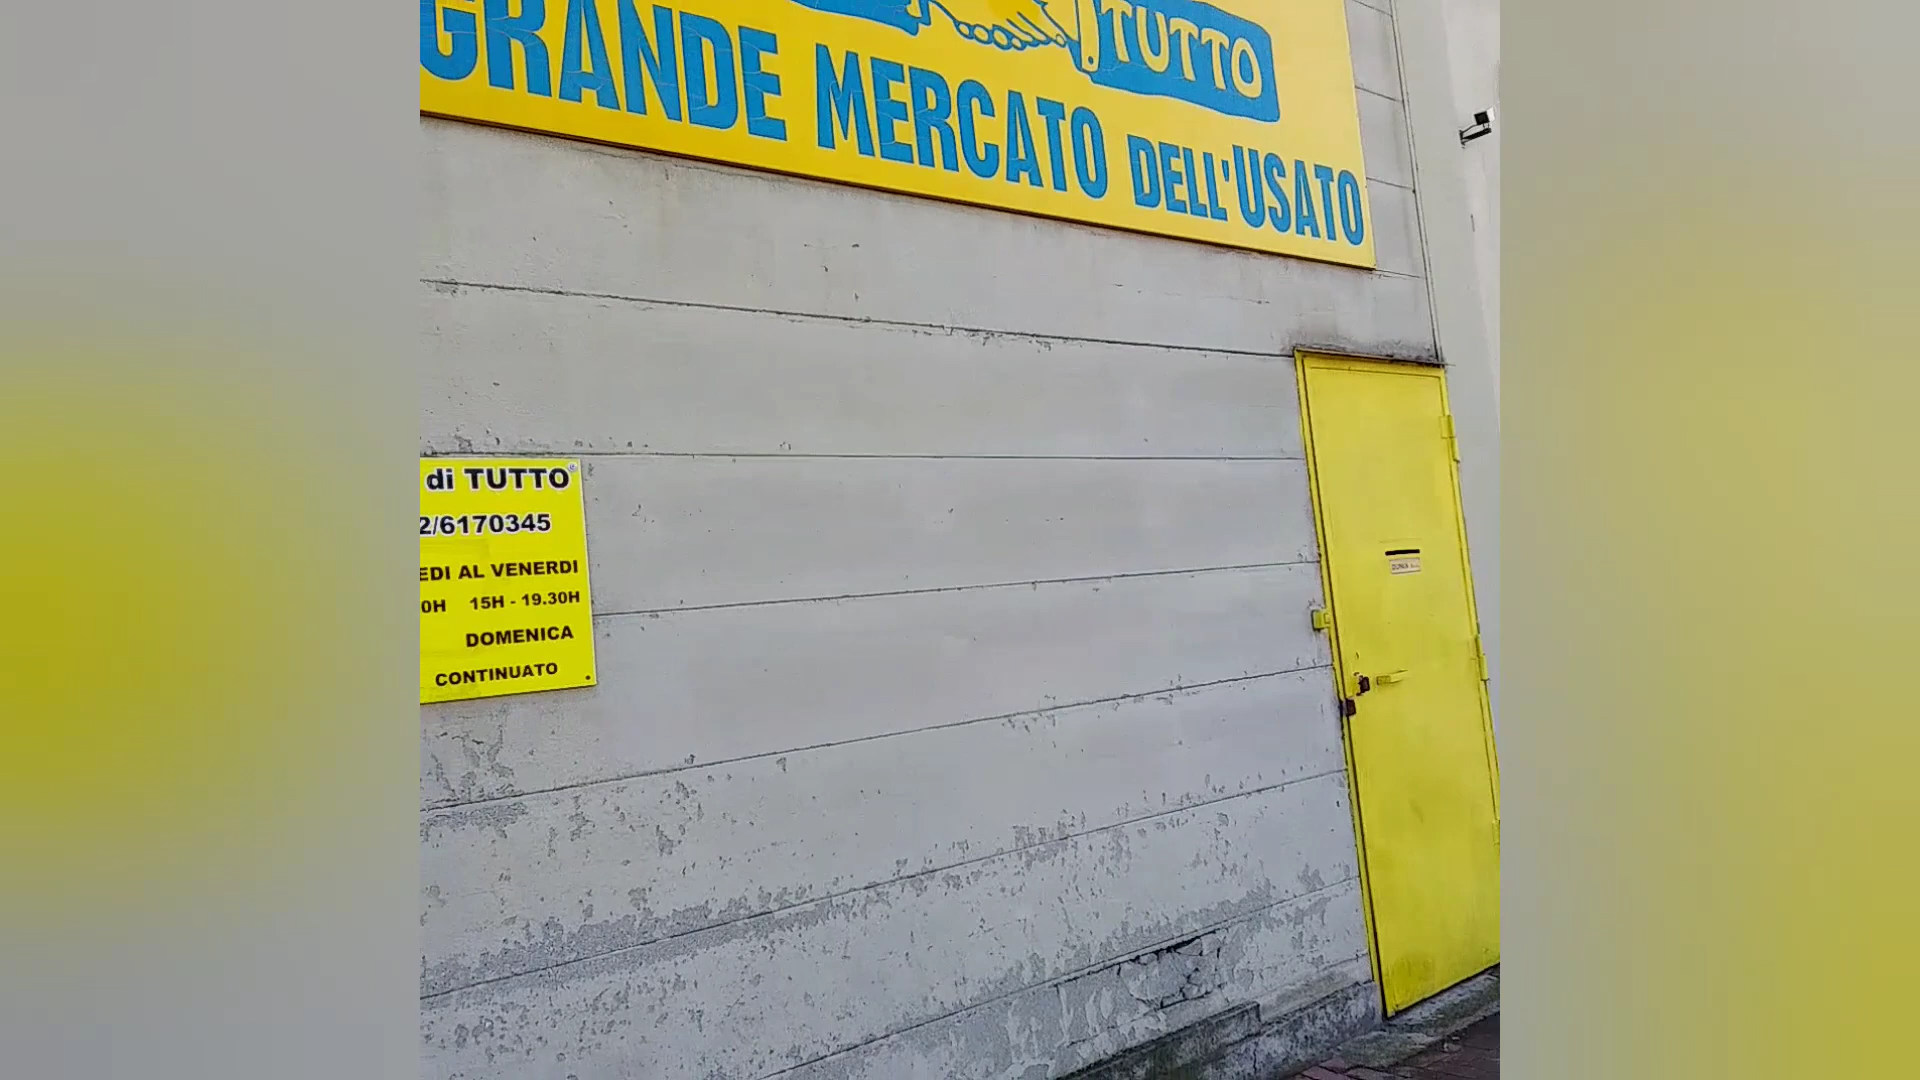 TUTTO
GRANDE MERCATO DELL'USATO
di TUTTO
2/6170345
EDI AL VENERDI
0H 15H - 19.30H
DOMENICA
CONTINUATO